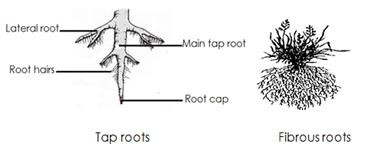 Lateral root
Main tap root
Root hairs
Root cap
Tap roots
Fibrous roots